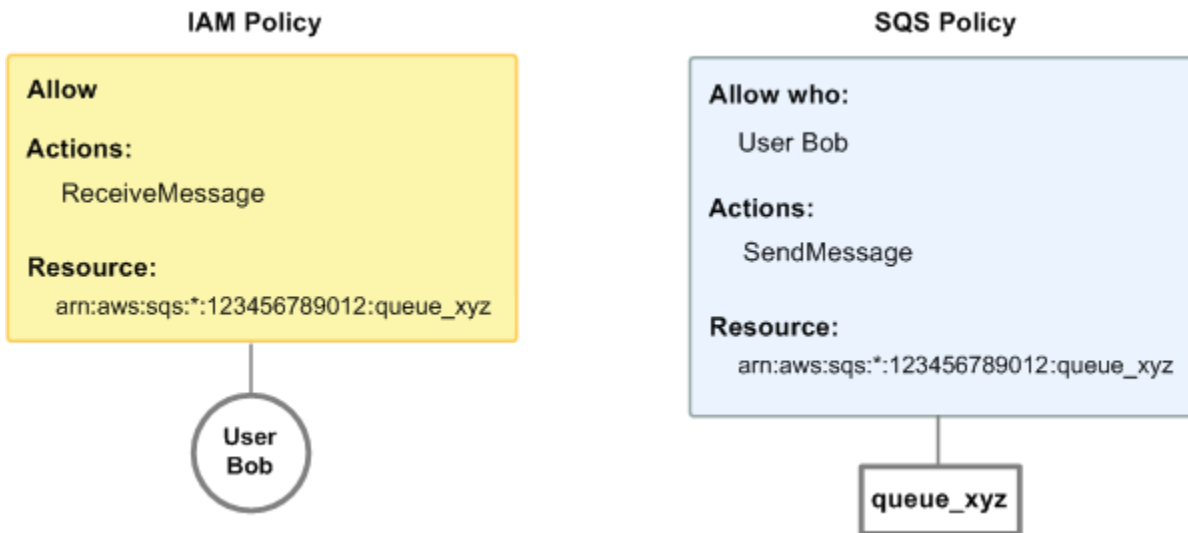 IAM Policy
Allow
Actions:
ReceiveMessage
Resource:
arn:aws:sqs:*:123456789012:queue_xyz
User
Bob
SQS Policy
Allow who:
User Bob
Actions:
SendMessage
Resource:
arn:aws:sqs:*:123456789012:queue_xyz
queue_xyz